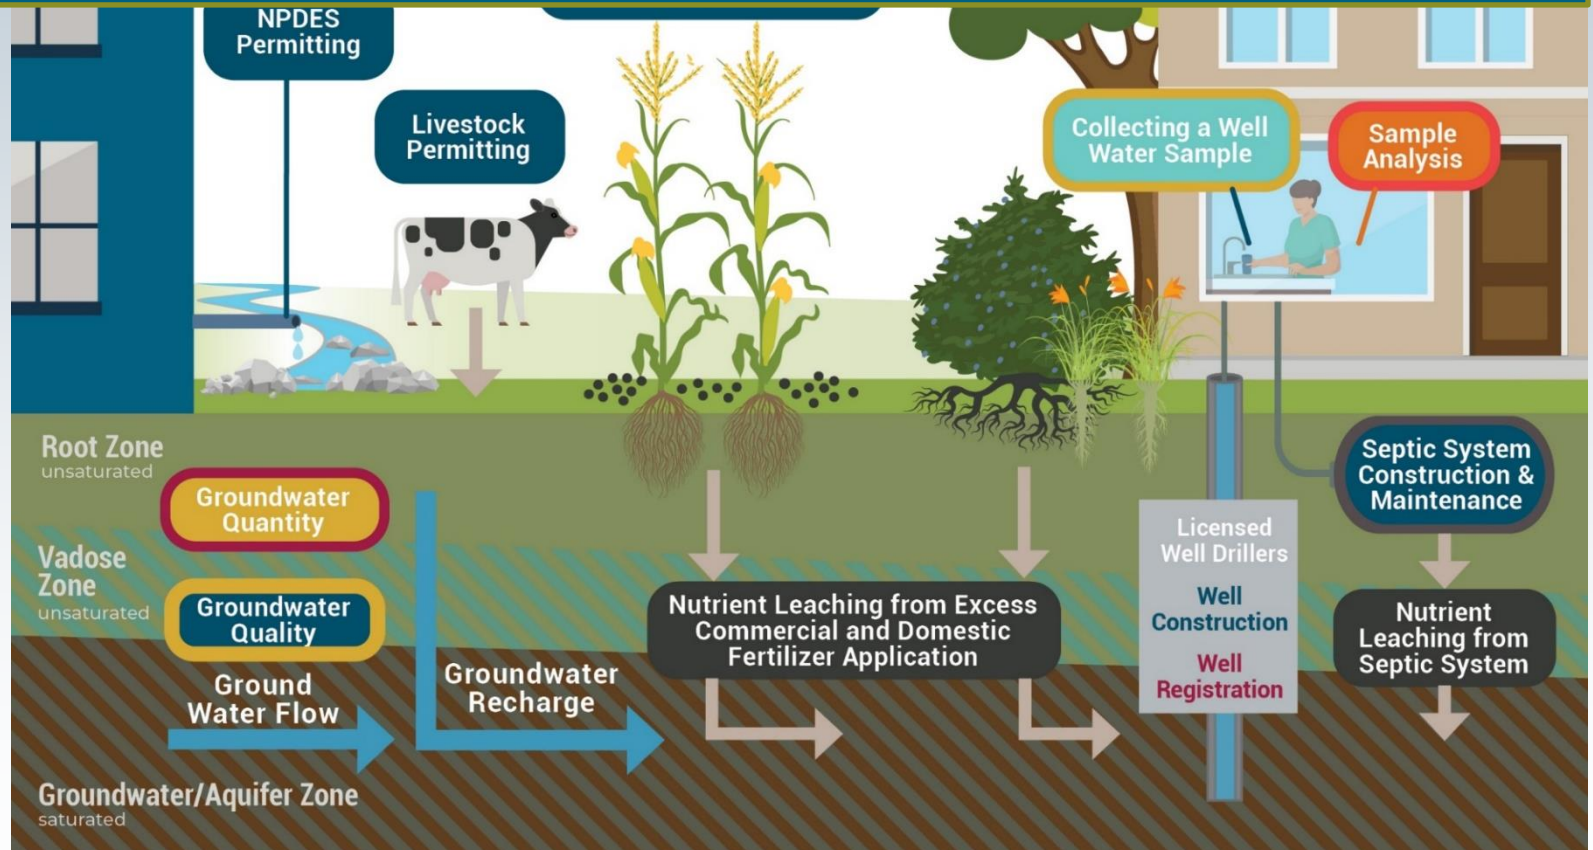 NPDES
Permitting
Livestock
Permitting
Collecting a Well
Water Sample
Sample
Analysis
Root Zone
unsaturated
Groundwater
Quantity
Septic System
Construction &
Maintenance
Licensed
Well Drillers
Vadose
Zone
unsaturated
Groundwater
Quality
Nutrient Leaching from Excess
Commercial and Domestic
Fertilizer Application
Well
Construction
Nutrient
Leaching from
Septic System
Ground
Water Flow
Groundwater
Recharge
Well
Registration
Groundwater/Aquifer Zone
saturated